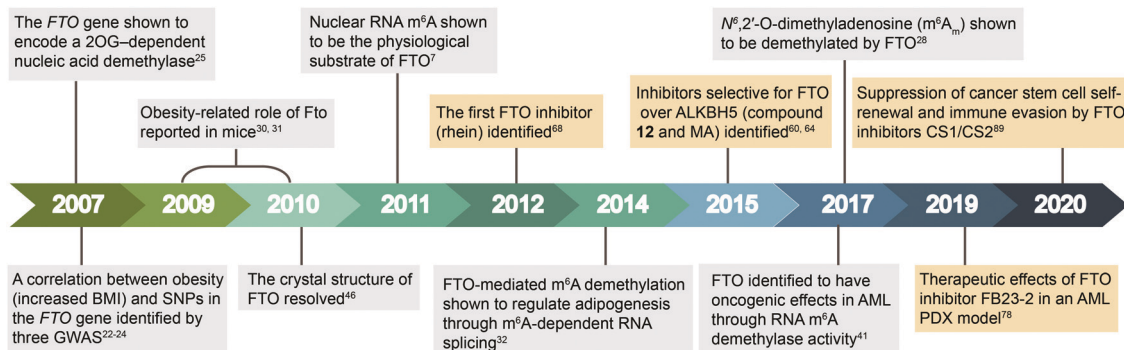 The FTO gene shown to
encode a 2OG–dependent
nucleic acid demethylase²⁵
Obesity-related role of Fto
reported in mice³⁰, ³¹
Nuclear RNA m⁶A shown
to be the physiological
substrate of FTO⁷
The first FTO inhibitor
(rhein) identified⁶⁸
Inhibitors selective for FTO
over ALKBH5 (compound
12 and MA) identified⁶⁰, ⁶⁴
N⁶,2′-O-dimethyladenosine (m⁶Aₘ) shown
to be demethylated by FTO²⁸
Suppression of cancer stem cell self-
renewal and immune evasion by FTO
inhibitors CS1/CS2⁸⁹
2007 2009 2010 2011 2012 2014 2015 2017 2019 2020
A correlation between obesity
(increased BMI) and SNPs in
the FTO gene identified by
three GWAS²²⁻²⁴
The crystal structure of
FTO resolved⁴⁶
FTO-mediated m⁶A demethylation
shown to regulate adipogenesis
through m⁶A-dependent RNA
splicing³²
FTO identified to have
oncogenic effects in AML
through RNA m⁶A
demethylase activity⁴¹
Therapeutic effects of FTO
inhibitor FB23-2 in an AML
PDX model⁷⁸